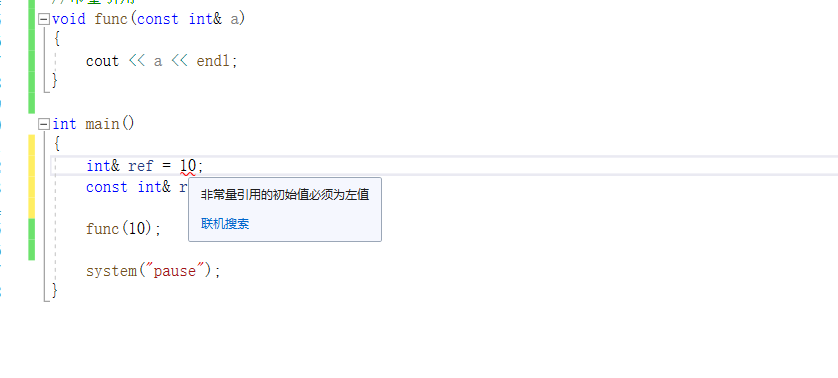 void func(const int& a)
{
cout << a << endl;
}
int main()
{
int& ref = 10;
const int& r
非常量引用的初始值必须为左值
联机搜索
func(10);
system("pause");
}